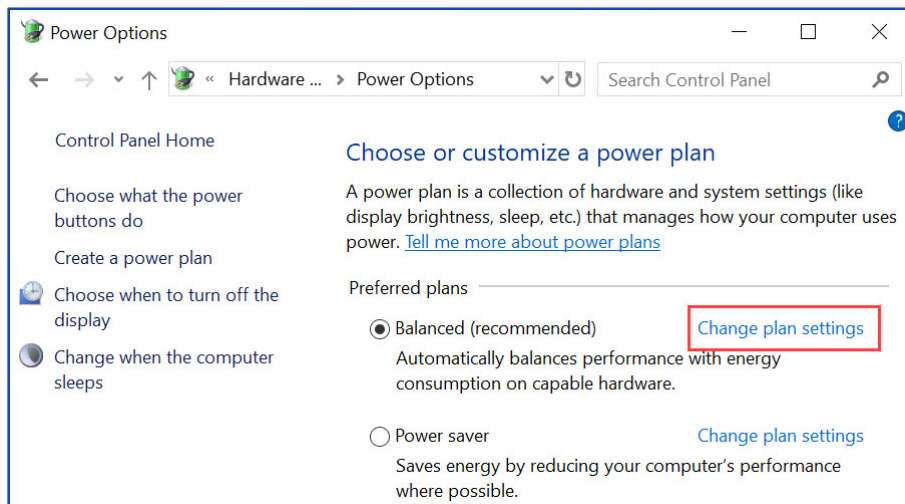 Power Options
« Hardware ... > Power Options
Search Control Panel
?
Control Panel Home
Choose what the power
buttons do
Create a power plan
Choose when to turn off the
display
Change when the computer
sleeps
Choose or customize a power plan
A power plan is a collection of hardware and system settings (like
display brightness, sleep, etc.) that manages how your computer uses
power. Tell me more about power plans
Preferred plans
Balanced (recommended) Change plan settings
Automatically balances performance with energy
consumption on capable hardware.
Power saver Change plan settings
Saves energy by reducing your computer's performance
where possible.